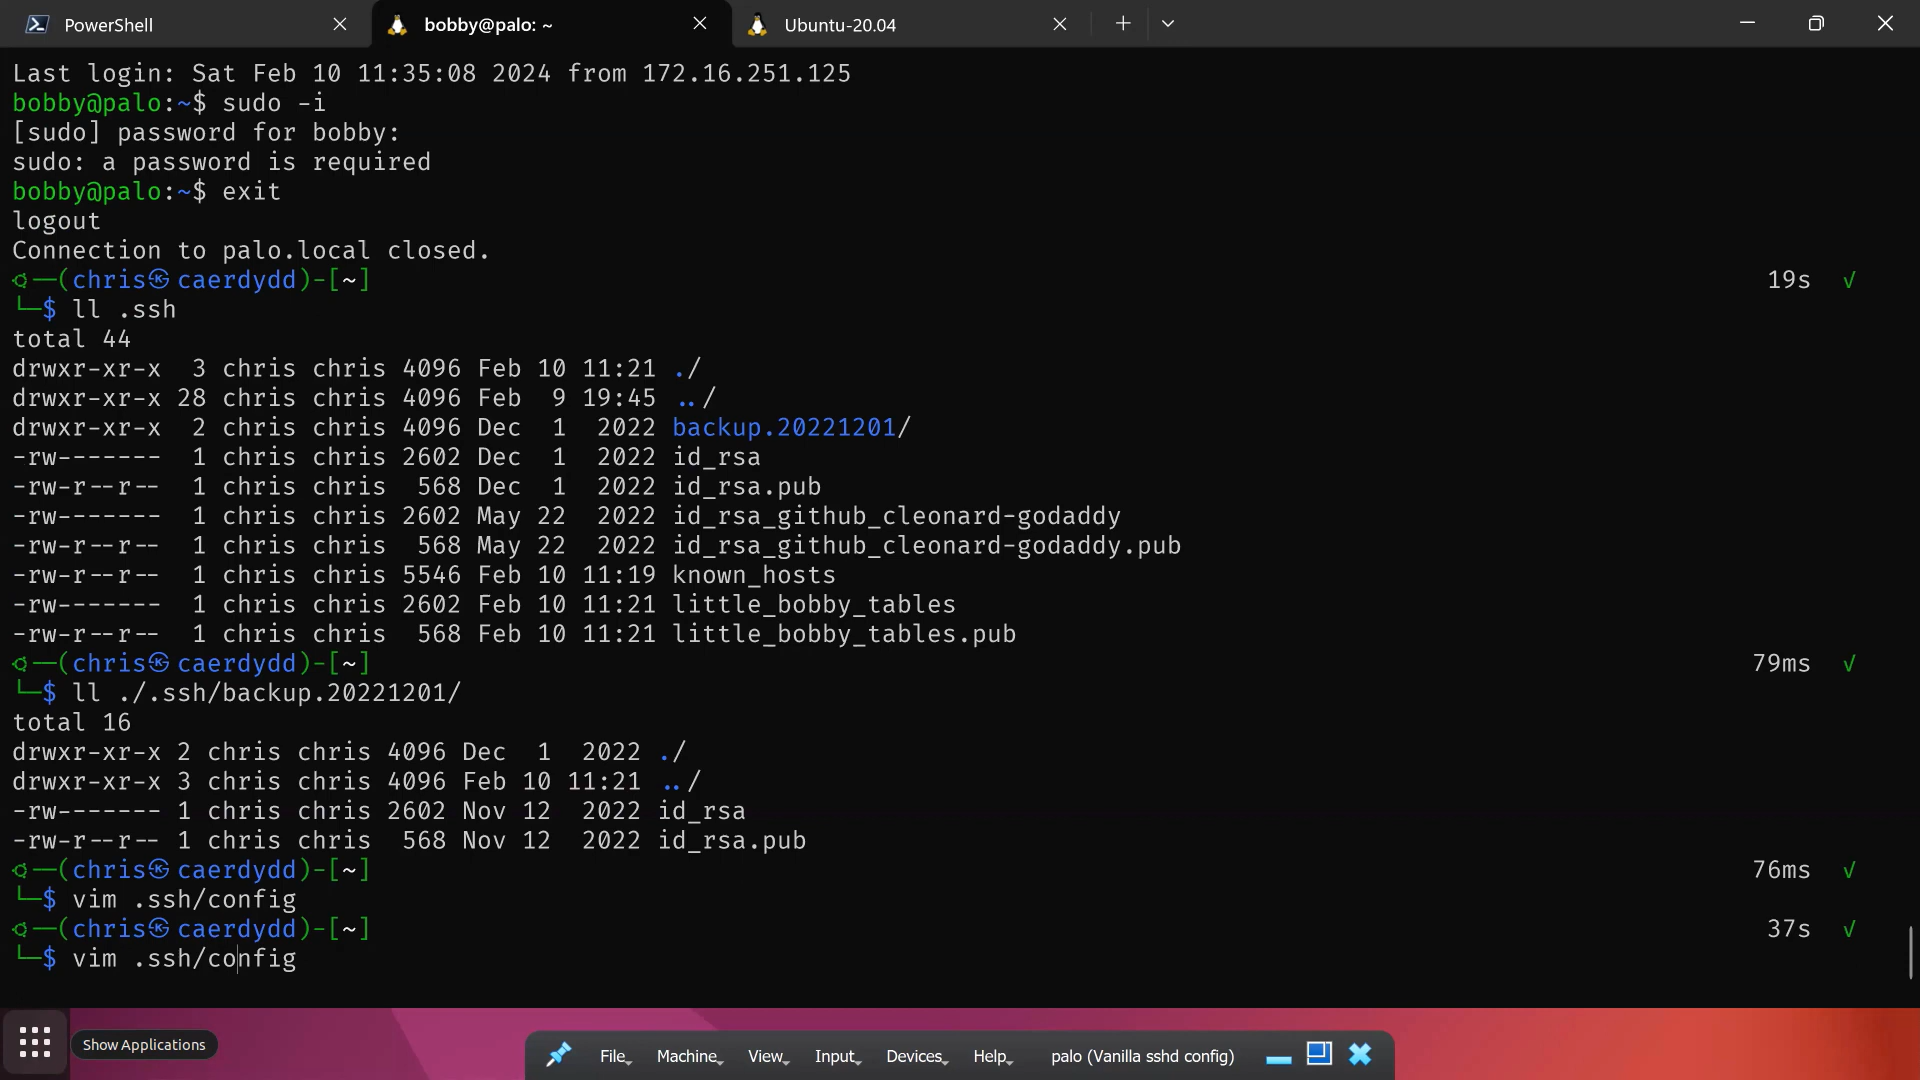 PowerShell
bobby@palo: ~
Ubuntu-20.04
Last login: Sat Feb 10 11:35:08 2024 from 172.16.251.125
bobby@palo:~$ sudo -i
[sudo] password for bobby:
sudo: a password is required
bobby@palo:~$ exit
logout
Connection to palo.local closed.
(chris㉿caerdydd)-[~] 19s √
└─$ ll .ssh
total 44
drwxr-xr-x  3 chris chris 4096 Feb 10 11:21 ./
drwxr-xr-x 28 chris chris 4096 Feb  9 19:45 ../
drwxr-xr-x  2 chris chris 4096 Dec  1  2022 backup.20221201/
-rw-------  1 chris chris 2602 Dec  1  2022 id_rsa
-rw-r--r--  1 chris chris  568 Dec  1  2022 id_rsa.pub
-rw-------  1 chris chris 2602 May 22  2022 id_rsa_github_cleonard-godaddy
-rw-r--r--  1 chris chris  568 May 22  2022 id_rsa_github_cleonard-godaddy.pub
-rw-r--r--  1 chris chris 5546 Feb 10 11:19 known_hosts
-rw-------  1 chris chris 2602 Feb 10 11:21 little_bobby_tables
-rw-r--r--  1 chris chris  568 Feb 10 11:21 little_bobby_tables.pub
(chris㉿caerdydd)-[~] 79ms √
└─$ ll ./.ssh/backup.20221201/
total 16
drwxr-xr-x 2 chris chris 4096 Dec  1  2022 ./
drwxr-xr-x 3 chris chris 4096 Feb 10 11:21 ../
-rw------- 1 chris chris 2602 Nov 12  2022 id_rsa
-rw-r--r-- 1 chris chris  568 Nov 12  2022 id_rsa.pub
(chris㉿caerdydd)-[~] 76ms √
└─$ vim .ssh/config
(chris㉿caerdydd)-[~] 37s √
└─$ vim .ssh/config
Show Applications
File Machine View Input Devices Help palo (Vanilla sshd config)